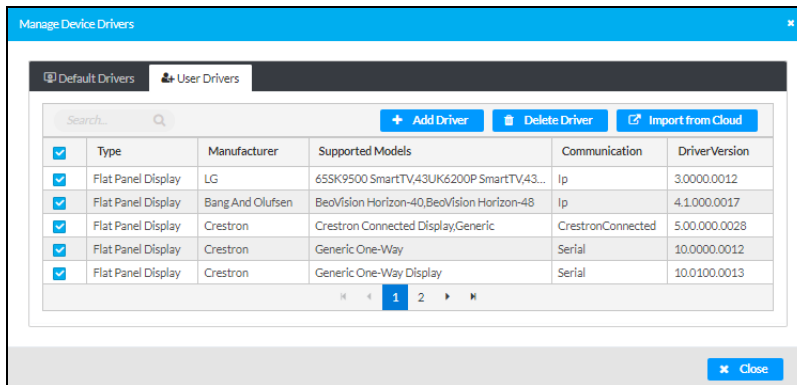 Manage Device Drivers
Default Drivers User Drivers
Search... Add Driver Delete Driver Import from Cloud
Type Manufacturer Supported Models Communication DriverVersion
Flat Panel Display LG 65SK9500 SmartTV,43UK6200P SmartTV,43... Ip 3.0000.0012
Flat Panel Display Bang And Olufsen BeoVision Horizon-40,BeoVision Horizon-48 Ip 4.1.000.0017
Flat Panel Display Crestron Crestron Connected Display,Generic CrestronConnected 5.00.000.0028
Flat Panel Display Crestron Generic One-Way Serial 10.0000.0012
Flat Panel Display Crestron Generic One-Way Display Serial 10.0100.0013
1 2
Close